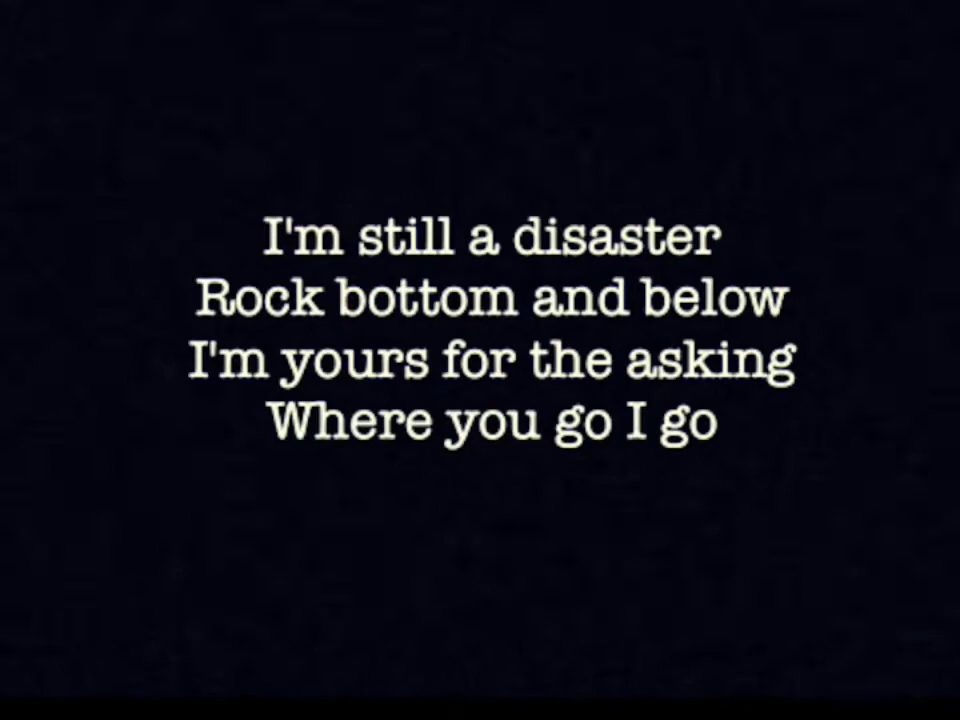 I'm still a disaster
Rock bottom and below
I'm yours for the asking
Where you go I go